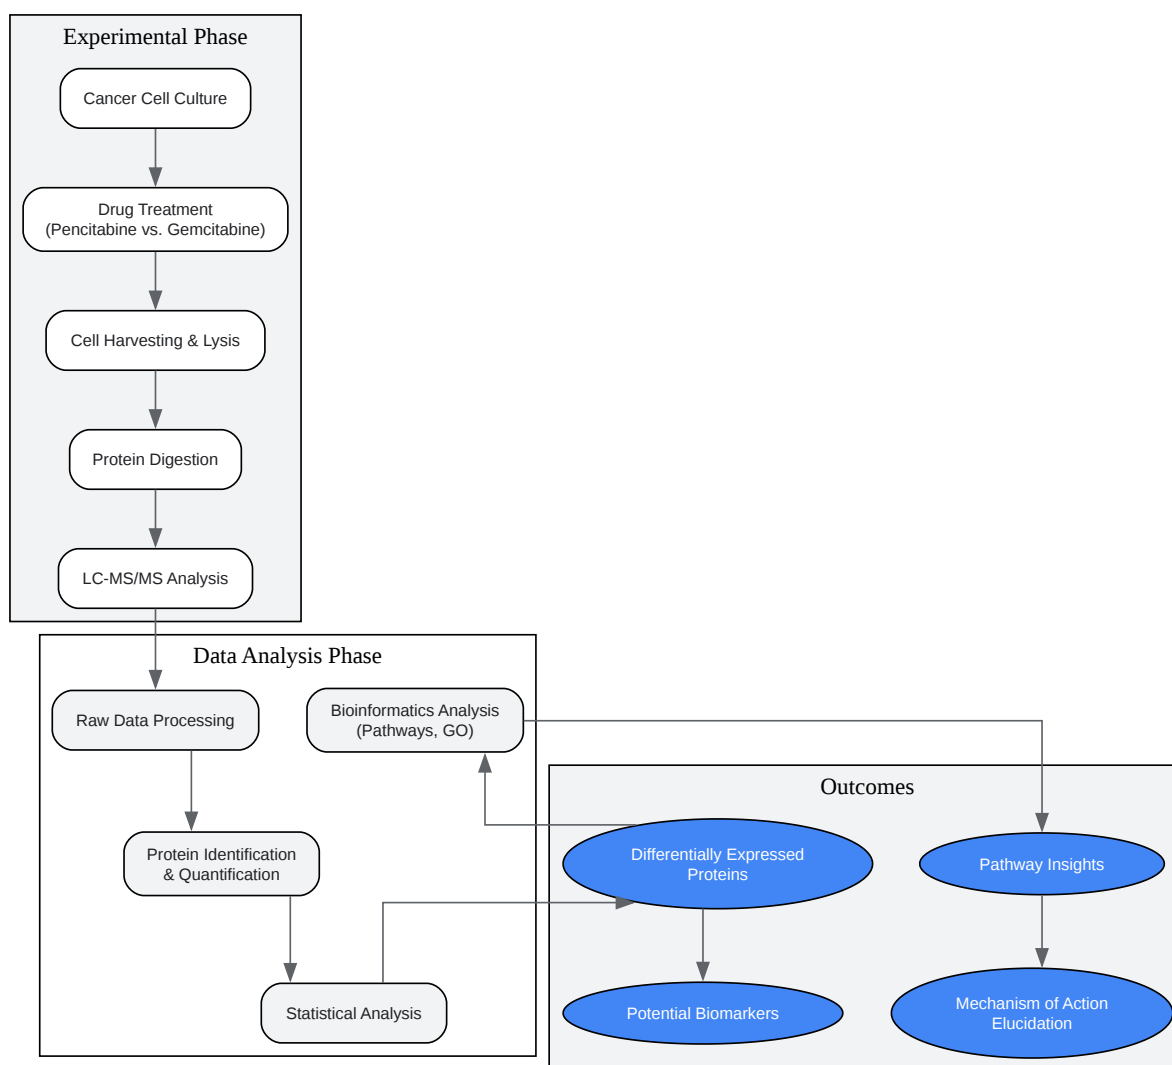 Experimental Phase
Cancer Cell Culture
Drug Treatment
(Pencitabine vs. Gemcitabine)
Cell Harvesting & Lysis
Protein Digestion
LC-MS/MS Analysis
Data Analysis Phase
Raw Data Processing
Bioinformatics Analysis
(Pathways, GO)
Protein Identification
& Quantification
Statistical Analysis
Outcomes
Differentially Expressed
Proteins
Pathway Insights
Potential Biomarkers
Mechanism of Action
Elucidation